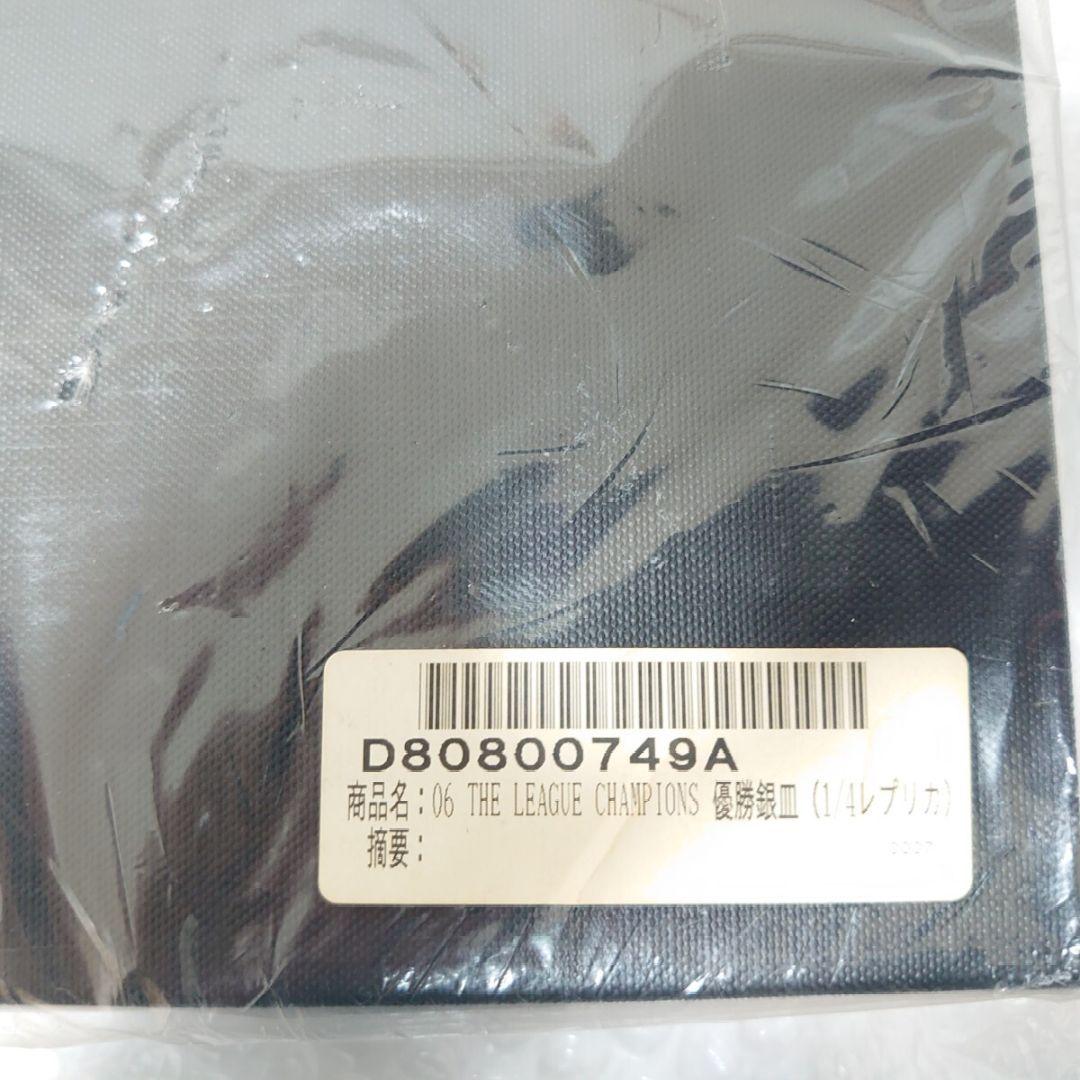 D80800749A
商品名：06 THE LEAGUE CHAMPIONS 優勝銀皿 (1/4レプリカ)
摘要：
0007